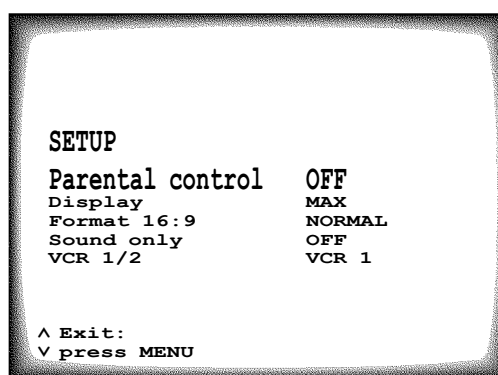 SETUP
Parental control OFF
Display MAX
Format 16:9 NORMAL
Sound only OFF
VCR 1/2 VCR 1
∧ Exit:
∨ press MENU